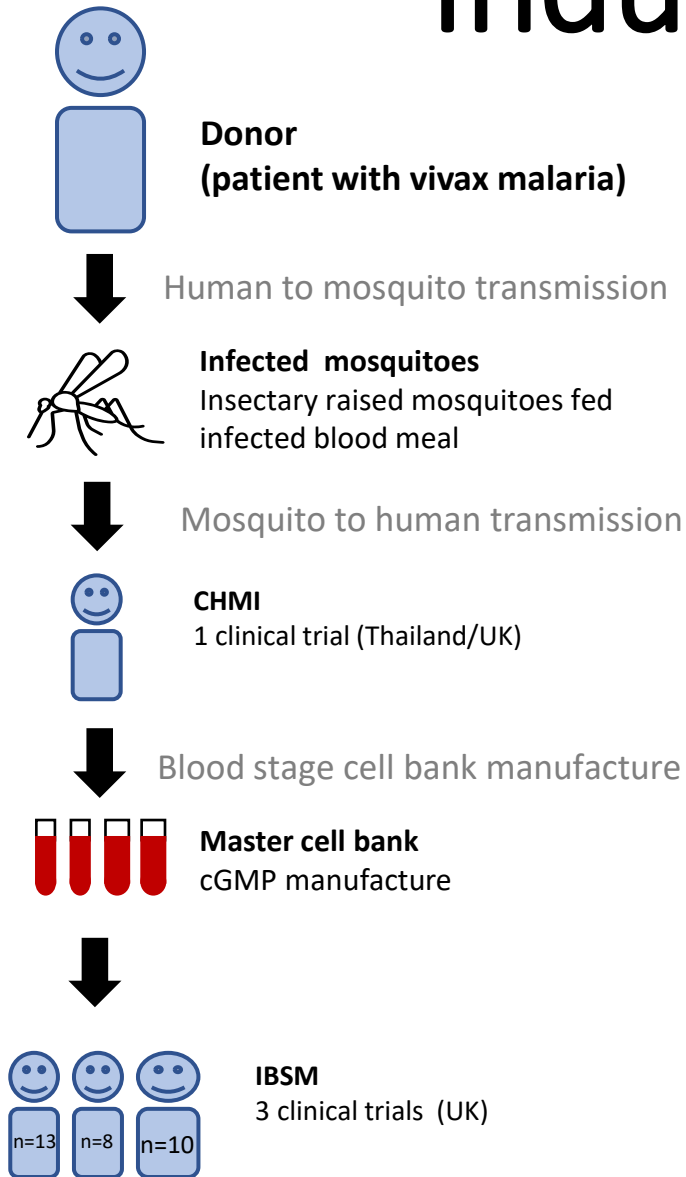 Donor
(patient with vivax malaria)
Human to mosquito transmission
Infected mosquitoes
Insectary raised mosquitoes fed
infected blood meal
Mosquito to human transmission
CHMI
1 clinical trial (Thailand/UK)
Blood stage cell bank manufacture
Master cell bank
cGMP manufacture
IBSM
3 clinical trials (UK)
n=13 n=8 n=10